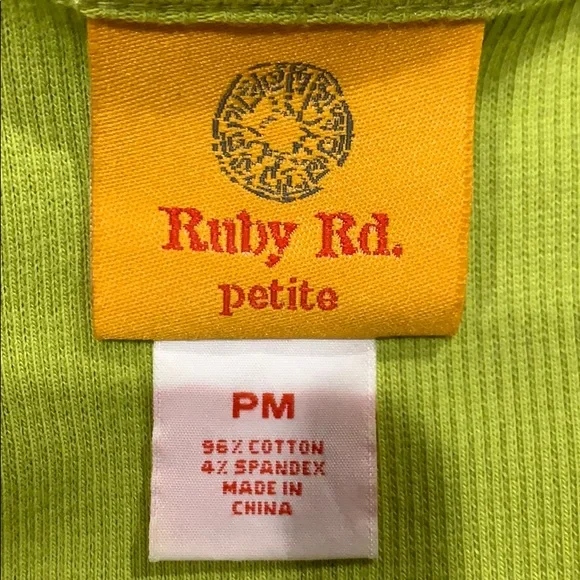 Ruby Rd.
petite
PM
96% COTTON
4% SPANDEX
MADE IN
CHINA